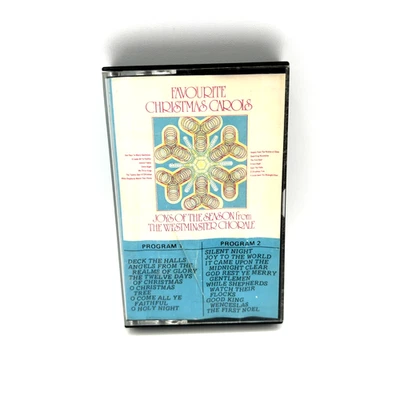 FAVOURITE
CHRISTMAS CAROLS
JOYS OF THE SEASON from
THE WESTMINSTER CHORALE
PROGRAM 1
DECK THE HALLS
ANGELS FROM THE
REALMS OF GLORY
THE TWELVE DAYS
OF CHRISTMAS
O CHRISTMAS
TREE
O COME ALL YE
FAITHFUL
O HOLY NIGHT
PROGRAM 2
SILENT NIGHT
JOY TO THE WORLD
IT CAME UPON THE
MIDNIGHT CLEAR
GOD REST YE MERRY
GENTLEMEN
WHILE SHEPHERDS
WATCH THEIR
FLOCKS
GOOD KING
WENCESLAS
THE FIRST NOEL